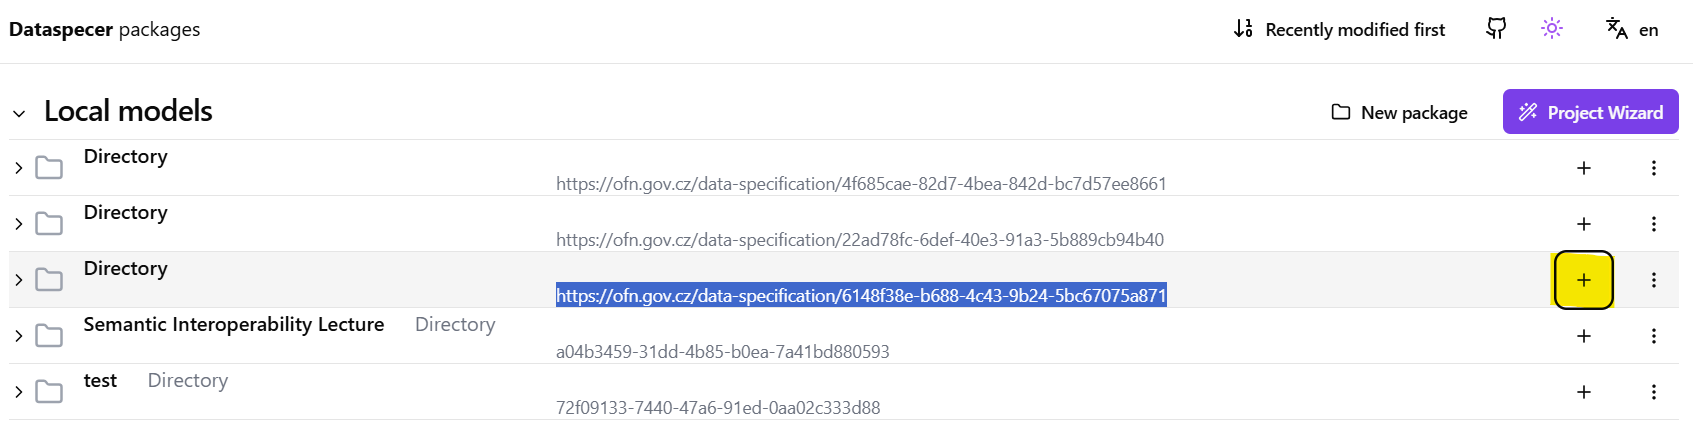 Dataspecer packages
Recently modified first
en
Local models
New package
Project Wizard
Directory
https://ofn.gov.cz/data-specification/4f685cae-82d7-4bea-842d-bc7d57ee8661
Directory
https://ofn.gov.cz/data-specification/22ad78fc-6def-40e3-91a3-5b889cb94b40
Directory
https://ofn.gov.cz/data-specification/6148f38e-b688-4c43-9b24-5bc67075a871
Semantic Interoperability Lecture Directory
a04b3459-31dd-4b85-b0ea-7a41bd880593
test Directory
72f09133-7440-47a6-91ed-0aa02c333d88